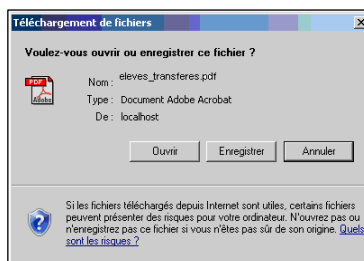 Téléchargement de fichiers
Voulez-vous ouvrir ou enregistrer ce fichier ?
PDF
Adobe
Nom : eleves_transferes.pdf
Type : Document Adobe Acrobat
De : localhost
Ouvrir Enregistrer Annuler
Si les fichiers téléchargés depuis Internet sont utiles, certains fichiers
peuvent présenter des risques pour votre ordinateur. N'ouvrez pas ou
n'enregistrez pas ce fichier si vous n'êtes pas sûr de son origine. Quels
sont les risques ?